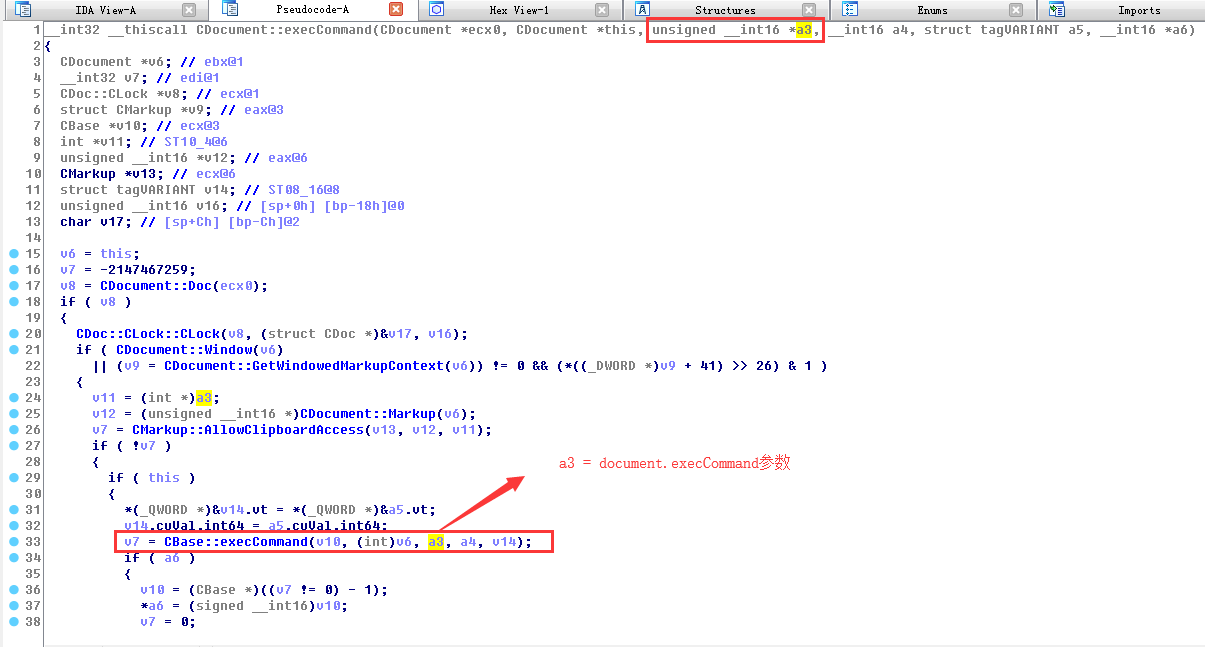 IDA View-A Pseudocode-A Hex View-1 Structures Enums Imports
1 __int32 __thiscall CDocument::execCommand(CDocument *ecx0, CDocument *this, unsigned __int16 *a3, __int16 a4, struct tagVARIANT a5, __int16 *a6)
2 {
3 CDocument *v6; // ebx@1
4 __int32 v7; // edi@1
5 CDoc::CLock *v8; // ecx@1
6 struct CMarkup *v9; // eax@3
7 CBase *v10; // ecx@3
8 int *v11; // ST10_4@6
9 unsigned __int16 *v12; // eax@6
10 CMarkup *v13; // ecx@6
11 struct tagVARIANT v14; // ST08_16@8
12 unsigned __int16 v16; // [sp+0h] [bp-18h]@0
13 char v17; // [sp+Ch] [bp-Ch]@2
14
15 v6 = this;
16 v7 = -2147467259;
17 v8 = CDocument::Doc(ecx0);
18 if ( v8 )
19 {
20 CDoc::CLock::CLock(v8, (struct CDoc *)&v17, v16);
21 if ( CDocument::Window(v6)
22 || (v9 = CDocument::GetWindowedMarkupContext(v6)) != 0 && (*((_DWORD *)v9 + 41) >> 26) & 1 )
23 {
24 v11 = (int *)a3;
25 v12 = (unsigned __int16 *)CDocument::Markup(v6);
26 v7 = CMarkup::AllowClipboardAccess(v13, v12, v11);
27 if ( !v7 )
28 {
a3 = document.execCommand参数
29 if ( this )
30 {
31 *(_QWORD *)&v14.vt = *(_QWORD *)&a5.vt;
32 v14.cyVal.int64 = a5.cyVal.int64;
33 v7 = CBase::execCommand(v10, (int)v6, a3, a4, v14);
34 if ( a6 )
35 {
36 v10 = (CBase *)((v7 != 0) - 1);
37 *a6 = (signed __int16)v10;
38 v7 = 0;